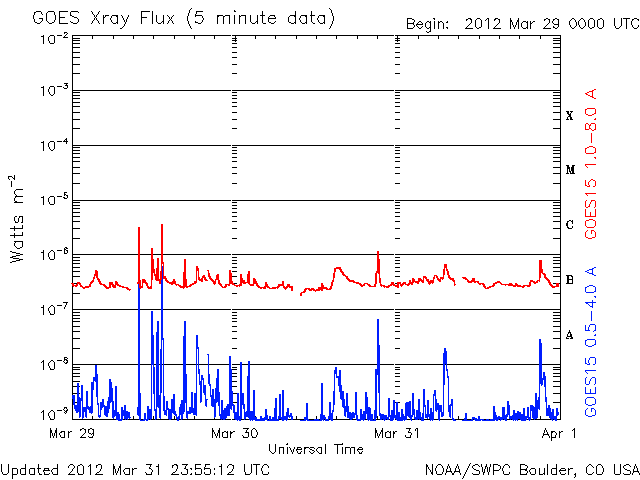 GOES Xray Flux (5 minute data)
Begin: 2012 Mar 29 0000 UTC
10-2
10-3
10-4
10-5
10-6
10-7
10-8
10-9
Watts m-2
X
M
C
B
A
GOES15 1.0-8.0 A
GOES15 0.5-4.0 A
Mar 29
Mar 30
Mar 31
Apr 1
Universal Time
Updated 2012 Mar 31 23:55:12 UTC
NOAA/SWPC Boulder, CO USA